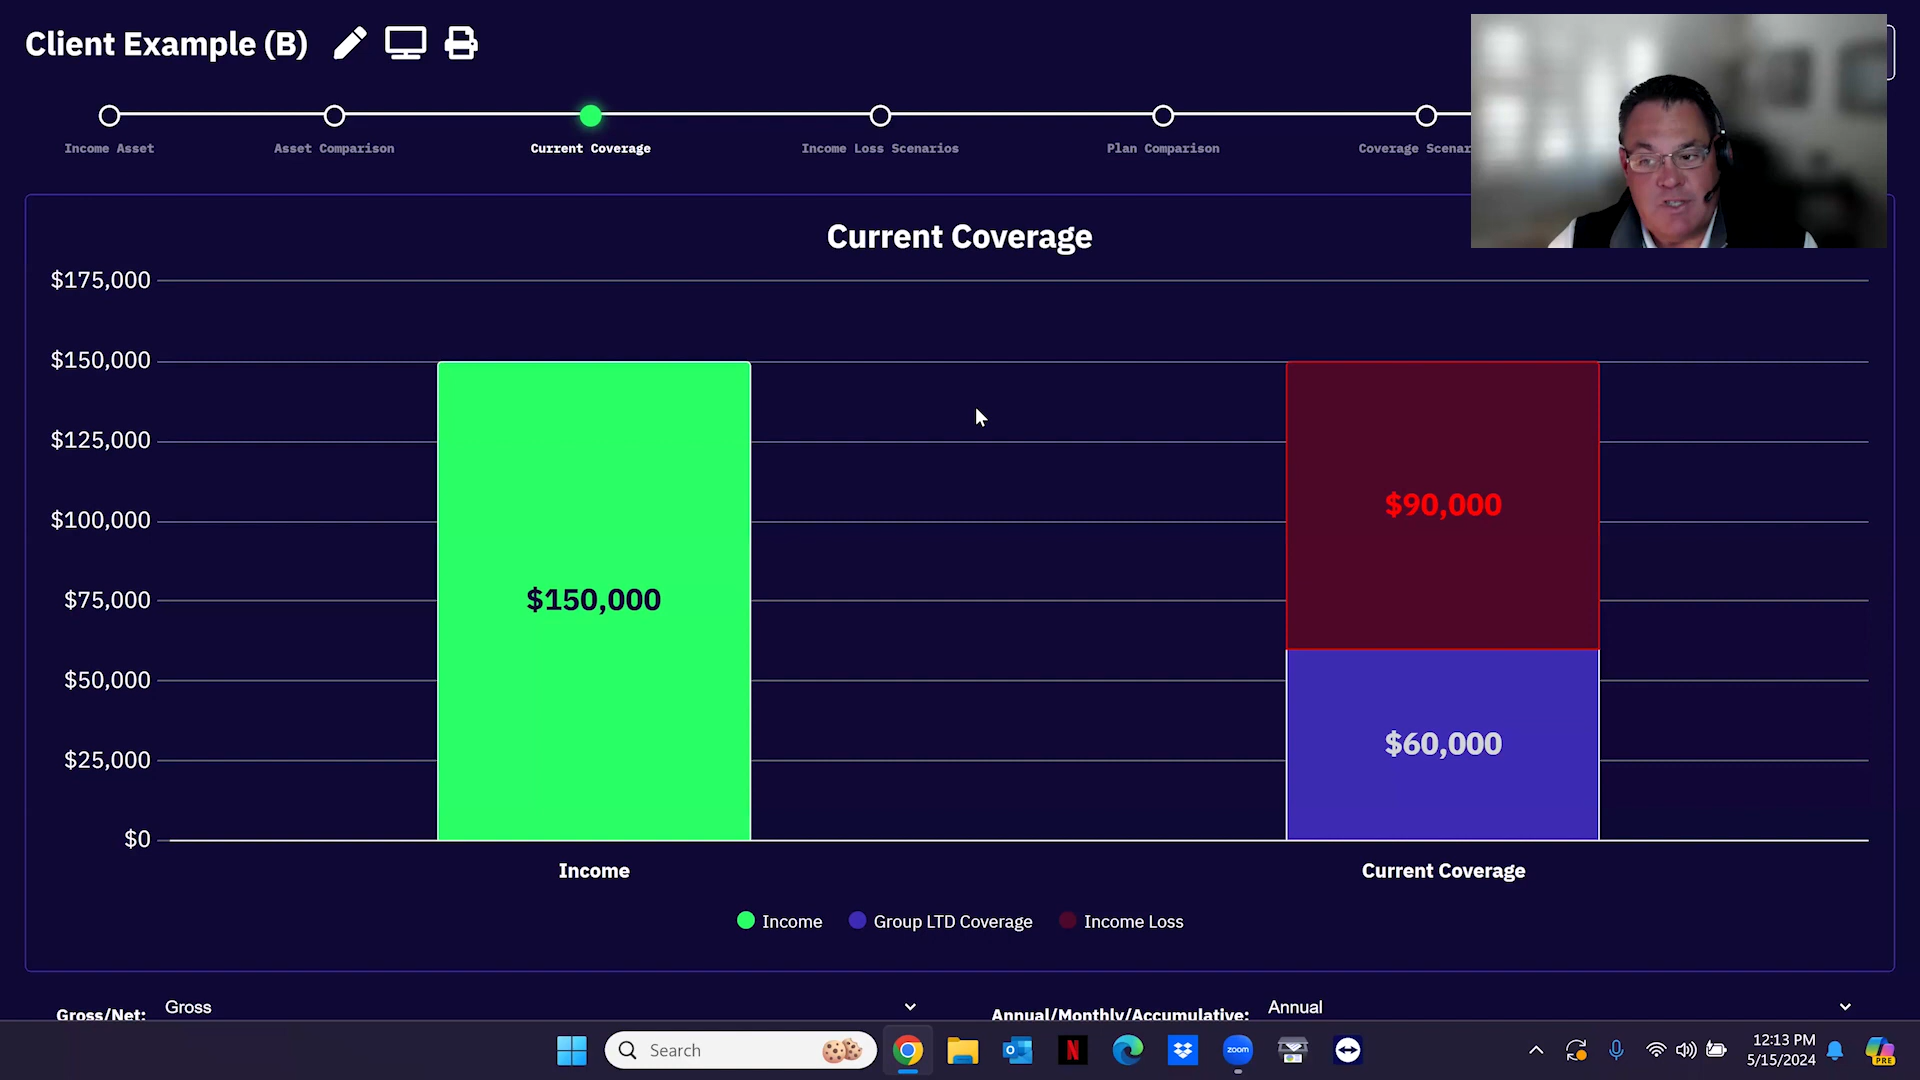 Client Example (B)
Income Asset
Asset Comparison
Current Coverage
Income Loss Scenarios
Plan Comparison
Coverage Scenar
Current Coverage
$175,000
$150,000
$125,000
$100,000
$75,000
$50,000
$25,000
$0
$150,000
$90,000
$60,000
Income
Current Coverage
Income
Group LTD Coverage
Income Loss
Gross/Net:
Gross
Annual/Monthly/Accumulative:
Annual
Search
zoom
12:13 PM
5/15/2024
PRE